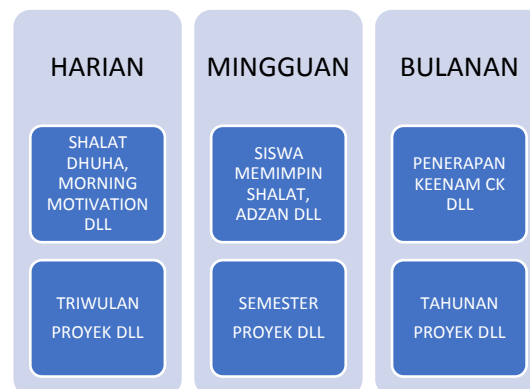 HARIAN
SHALAT
DHUHA,
MORNING
MOTIVATION
DLL
TRIWULAN
PROYEK DLL
MINGGUAN
SISWA
MEMIMPIN
SHALAT,
ADZAN DLL
SEMESTER
PROYEK DLL
BULANAN
PENERAPAN
KEENAM CK
DLL
TAHUNAN
PROYEK DLL